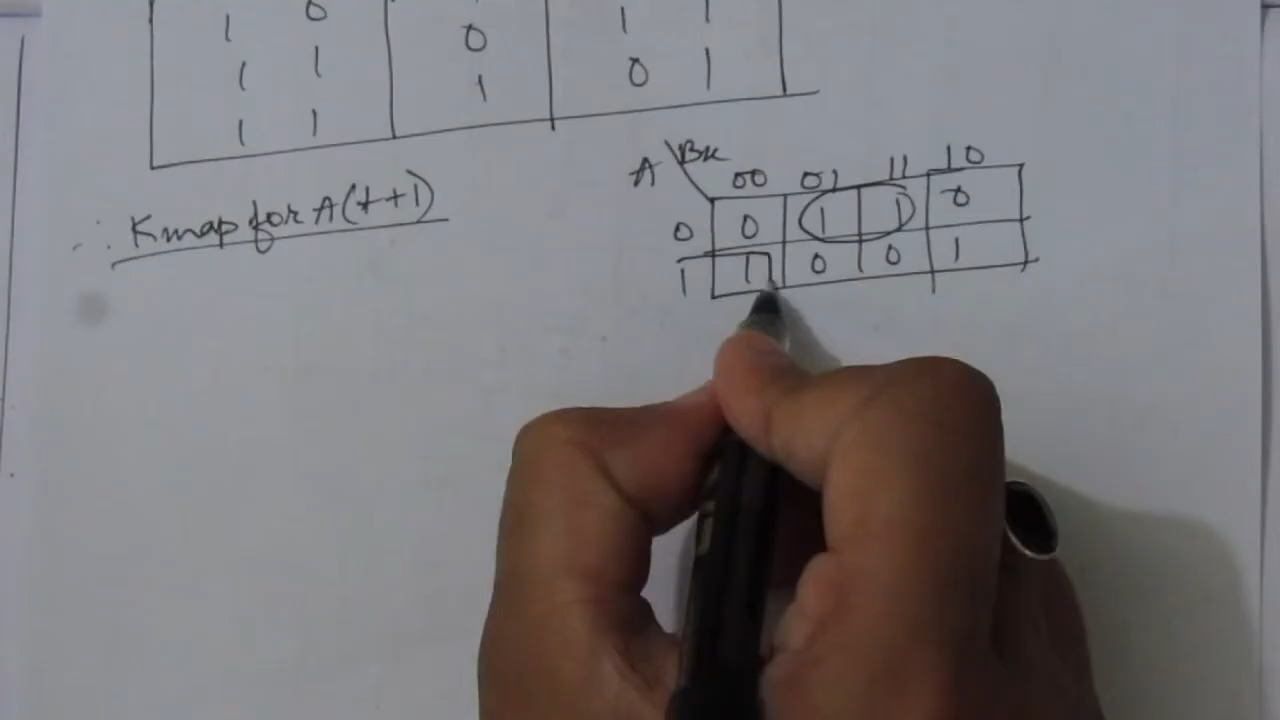 1 0
1 1
1 1
0
1
1 1
0 1
∴ Kmap for A(t+1)
A \ Bx 00 01 11 10
0 0 1 1 0
1 1 0 0 1